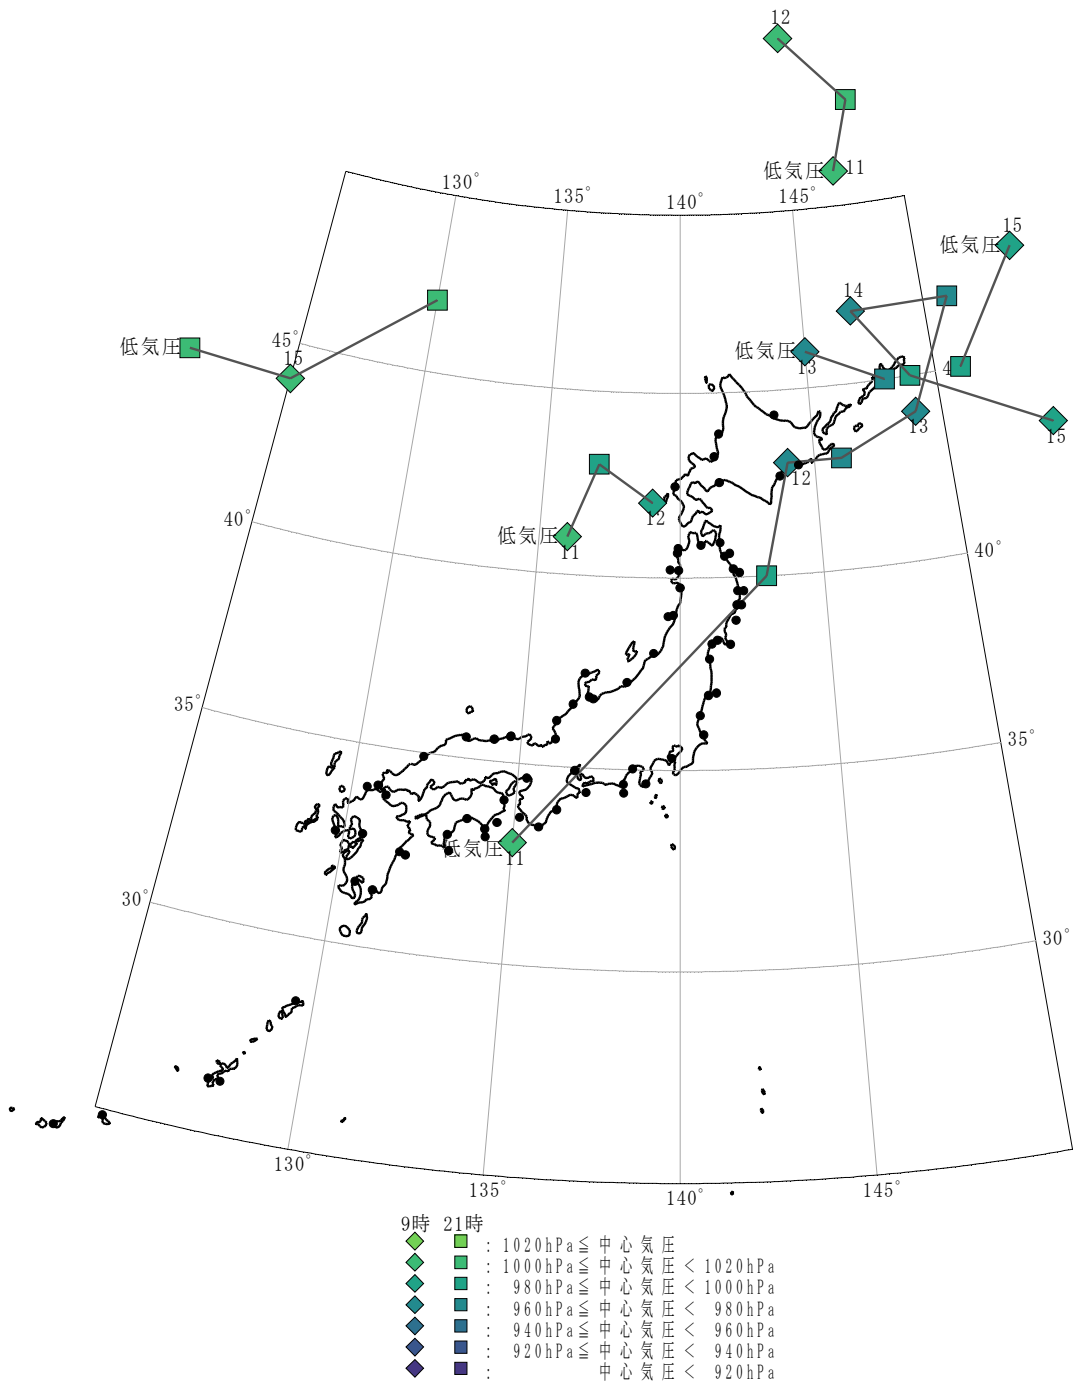 12
低気圧 11
130° 135° 140° 145°
低気圧 15
14
低気圧 15
45°
低気圧 13
4
13
15
12
低気圧 11
12
40°
40°
35°
35°
低気圧 11
30°
30°
130° 135° 140° 145°
9時 21時
: 1020hPa≦中心気圧
: 1000hPa≦中心気圧<1020hPa
: 980hPa≦中心気圧<1000hPa
: 960hPa≦中心気圧< 980hPa
: 940hPa≦中心気圧< 960hPa
: 920hPa≦中心気圧< 940hPa
: 中心気圧< 920hPa